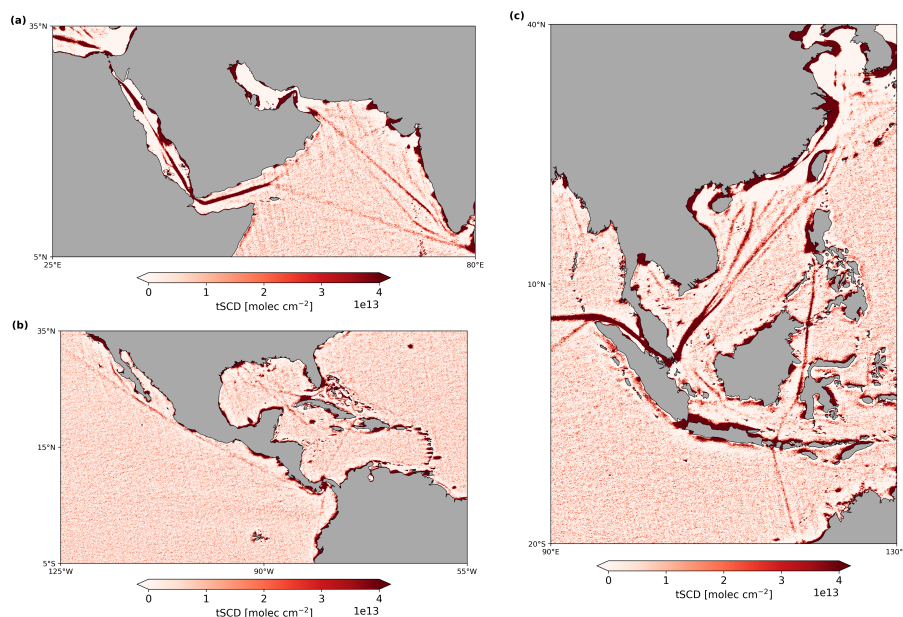 (a)
35°N
5°N
25°E
80°E
0 1 2 3 4
tSCD [molec cm⁻²] 1e13
(b)
35°N
15°N
5°S
125°W
90°W
55°W
0 1 2 3 4
tSCD [molec cm⁻²] 1e13
(c)
40°N
10°N
20°S
90°E
130°
0 1 2 3 4
tSCD [molec cm⁻²] 1e13